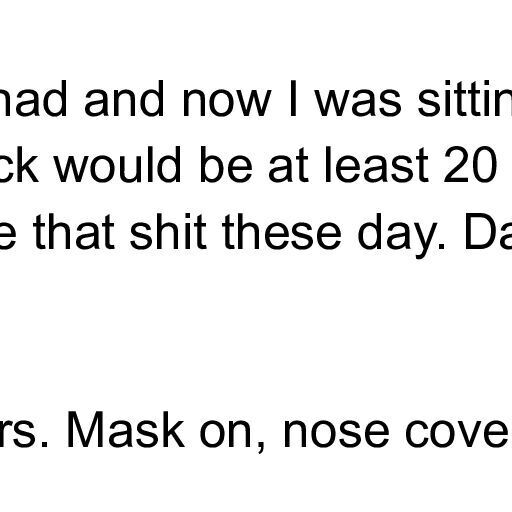 had and now I was sittin
ck would be at least 20
e that shit these day. Da
rs. Mask on, nose cove